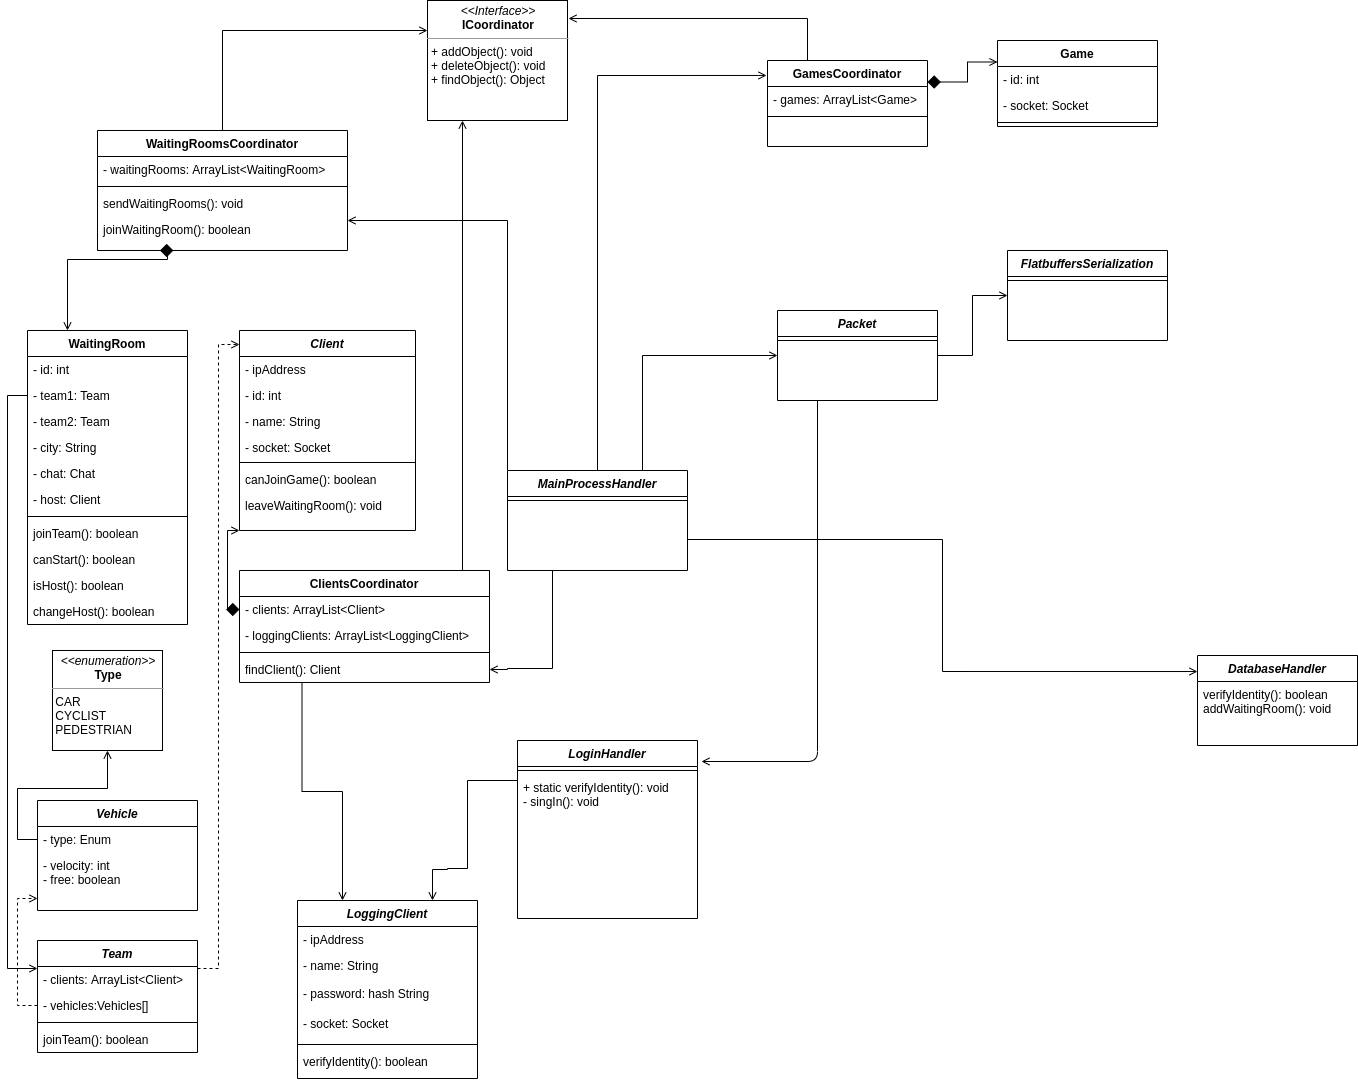 <<Interface>>
ICoordinator
+ addObject(): void
+ deleteObject(): void
+ findObject(): Object
GamesCoordinator
- games: ArrayList<Game>
Game
- id: int
- socket: Socket
WaitingRoomsCoordinator
- waitingRooms: ArrayList<WaitingRoom>
sendWaitingRooms(): void
joinWaitingRoom(): boolean
FlatbuffersSerialization
Packet
WaitingRoom
- id: int
- team1: Team
- team2: Team
- city: String
- chat: Chat
- host: Client
joinTeam(): boolean
canStart(): boolean
isHost(): boolean
changeHost(): boolean
Client
- ipAddress
- id: int
- name: String
- socket: Socket
canJoinGame(): boolean
leaveWaitingRoom(): void
MainProcessHandler
ClientsCoordinator
- clients: ArrayList<Client>
- loggingClients: ArrayList<LoggingClient>
findClient(): Client
<<enumeration>>
Type
CAR
CYCLIST
PEDESTRIAN
DatabaseHandler
verifyIdentity(): boolean
addWaitingRoom(): void
LoginHandler
+ static verifyIdentity(): void
- singIn(): void
Vehicle
- type: Enum
- velocity: int
- free: boolean
Team
- clients: ArrayList<Client>
- vehicles:Vehicles[]
joinTeam(): boolean
LoggingClient
- ipAddress
- name: String
- password: hash String
- socket: Socket
verifyIdentity(): boolean